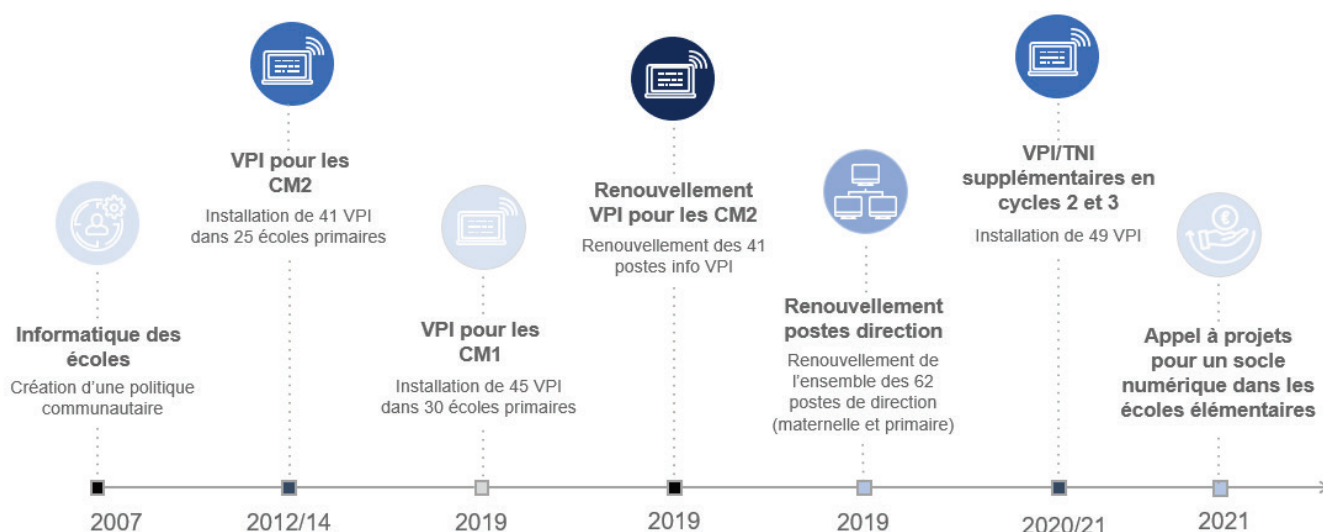 Informatique des
écoles
Création d'une politique
communautaire
2007
VPI pour les
CM2
Installation de 41 VPI
dans 25 écoles primaires
2012/14
VPI pour les
CM1
Installation de 45 VPI
dans 30 écoles primaires
2019
Renouvellement
VPI pour les CM2
Renouvellement des 41
postes info VPI
2019
Renouvellement
postes direction
Renouvellement de
l'ensemble des 62
postes de direction
(maternelle et primaire)
2019
VPI/TNI
supplémentaires en
cycles 2 et 3
Installation de 49 VPI
2020/21
€
Appel à projets
pour un socle
numérique dans les
écoles élémentaires
2021